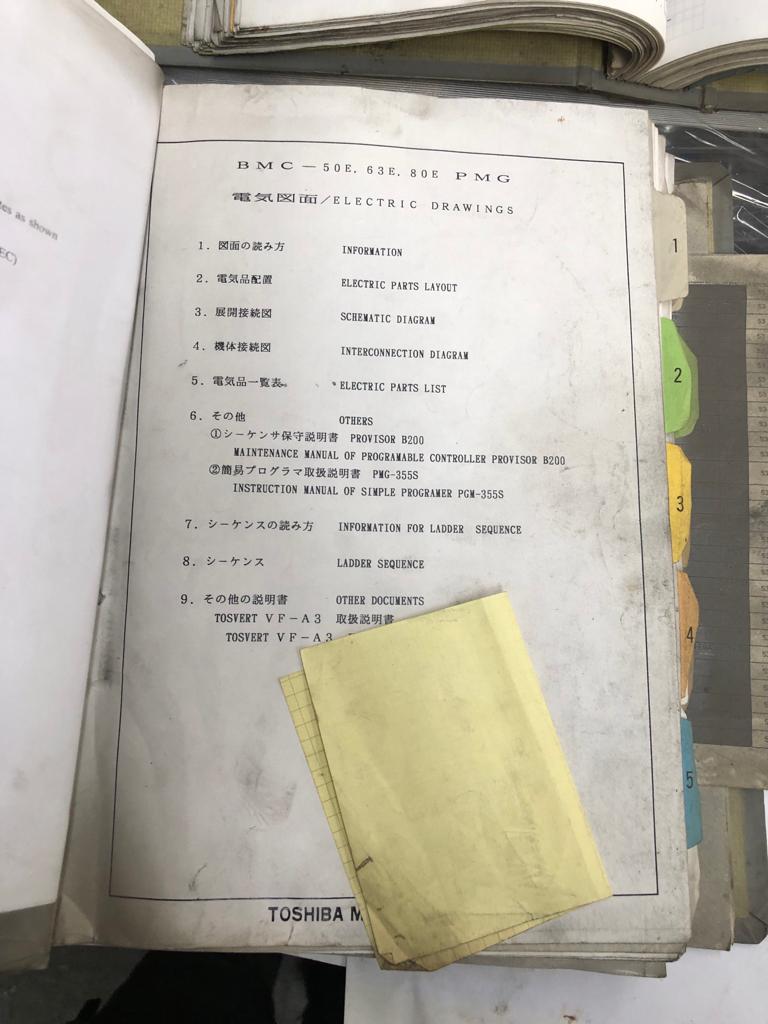 les as shown
EC)
BMC－50E, 63E, 80E PMG
電気図面/ELECTRIC DRAWINGS
1. 図面の読み方 INFORMATION
2. 電気品配置 ELECTRIC PARTS LAYOUT
3. 展開接続図 SCHEMATIC DIAGRAM
4. 機体接続図 INTERCONNECTION DIAGRAM
5. 電気品一覧表 ELECTRIC PARTS LIST
6. その他 OTHERS
①シーケンサ保守説明書 PROVISOR B200
MAINTENANCE MANUAL OF PROGRAMABLE CONTROLLER PROVISOR B200
②簡易プログラマ取扱説明書 PMG-355S
INSTRUCTION MANUAL OF SIMPLE PROGRAMER PGM-355S
7. シーケンスの読み方 INFORMATION FOR LADDER SEQUENCE
8. シーケンス LADDER SEQUENCE
9. その他の説明書 OTHER DOCUMENTS
TOSVERT VF－A3 取扱説明書
TOSVERT VF－A3
TOSHIBA M
1
2
3
4
5